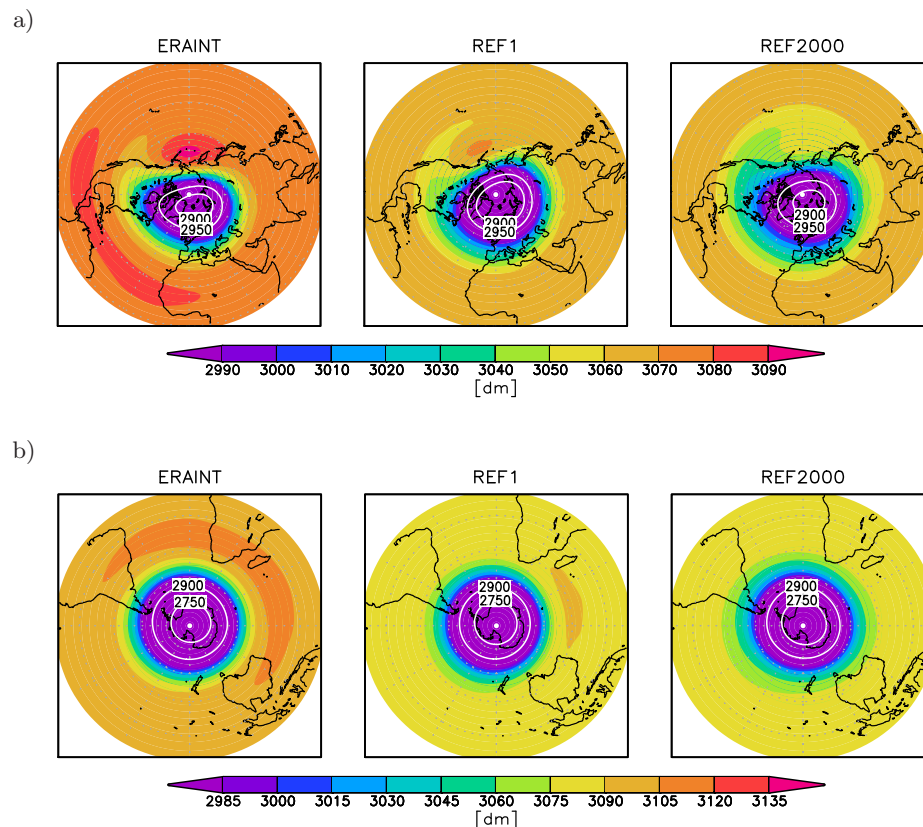 a)
ERAINT REF1 REF2000
2900 2900 2900
2950 2950 2950
2990 3000 3010 3020 3030 3040 3050 3060 3070 3080 3090
[dm]
b)
ERAINT REF1 REF2000
2900 2900 2900
2750 2750 2750
2985 3000 3015 3030 3045 3060 3075 3090 3105 3120 3135
[dm]